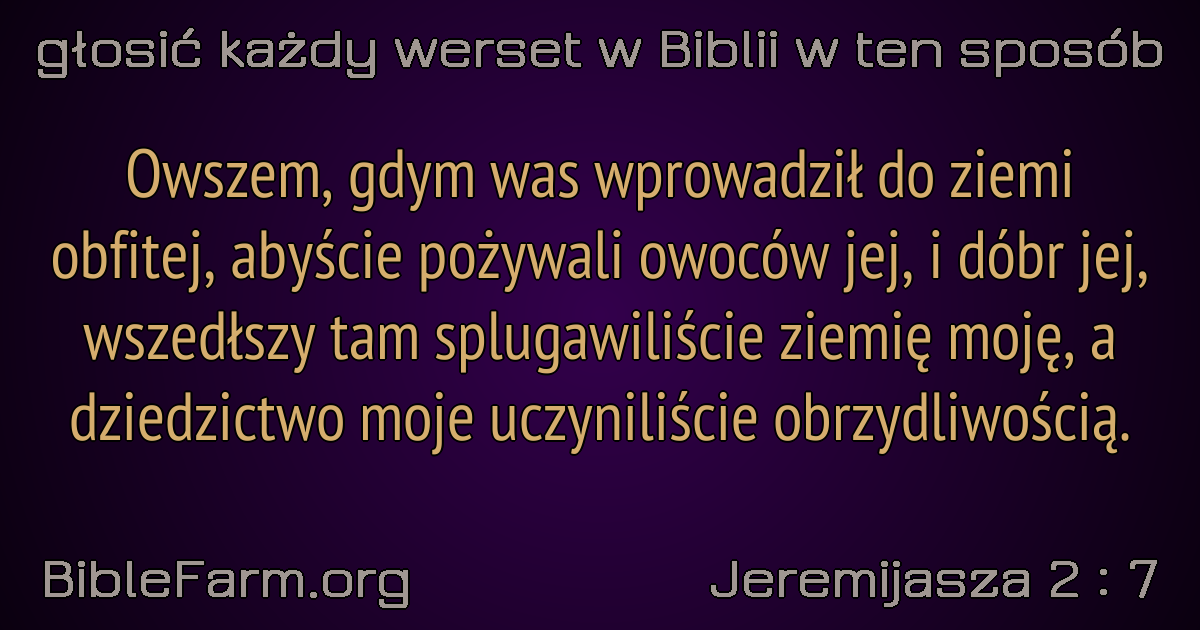 głosić każdy werset w Biblii w ten sposób
Owszem, gdym was wprowadził do ziemi
obfitej, abyście pożywali owoców jej, i dóbr jej,
wszedłszy tam splugawiliście ziemię moję, a
dziedzictwo moje uczyniliście obrzydliwością.
BibleFarm.org
Jeremijasza 2 : 7